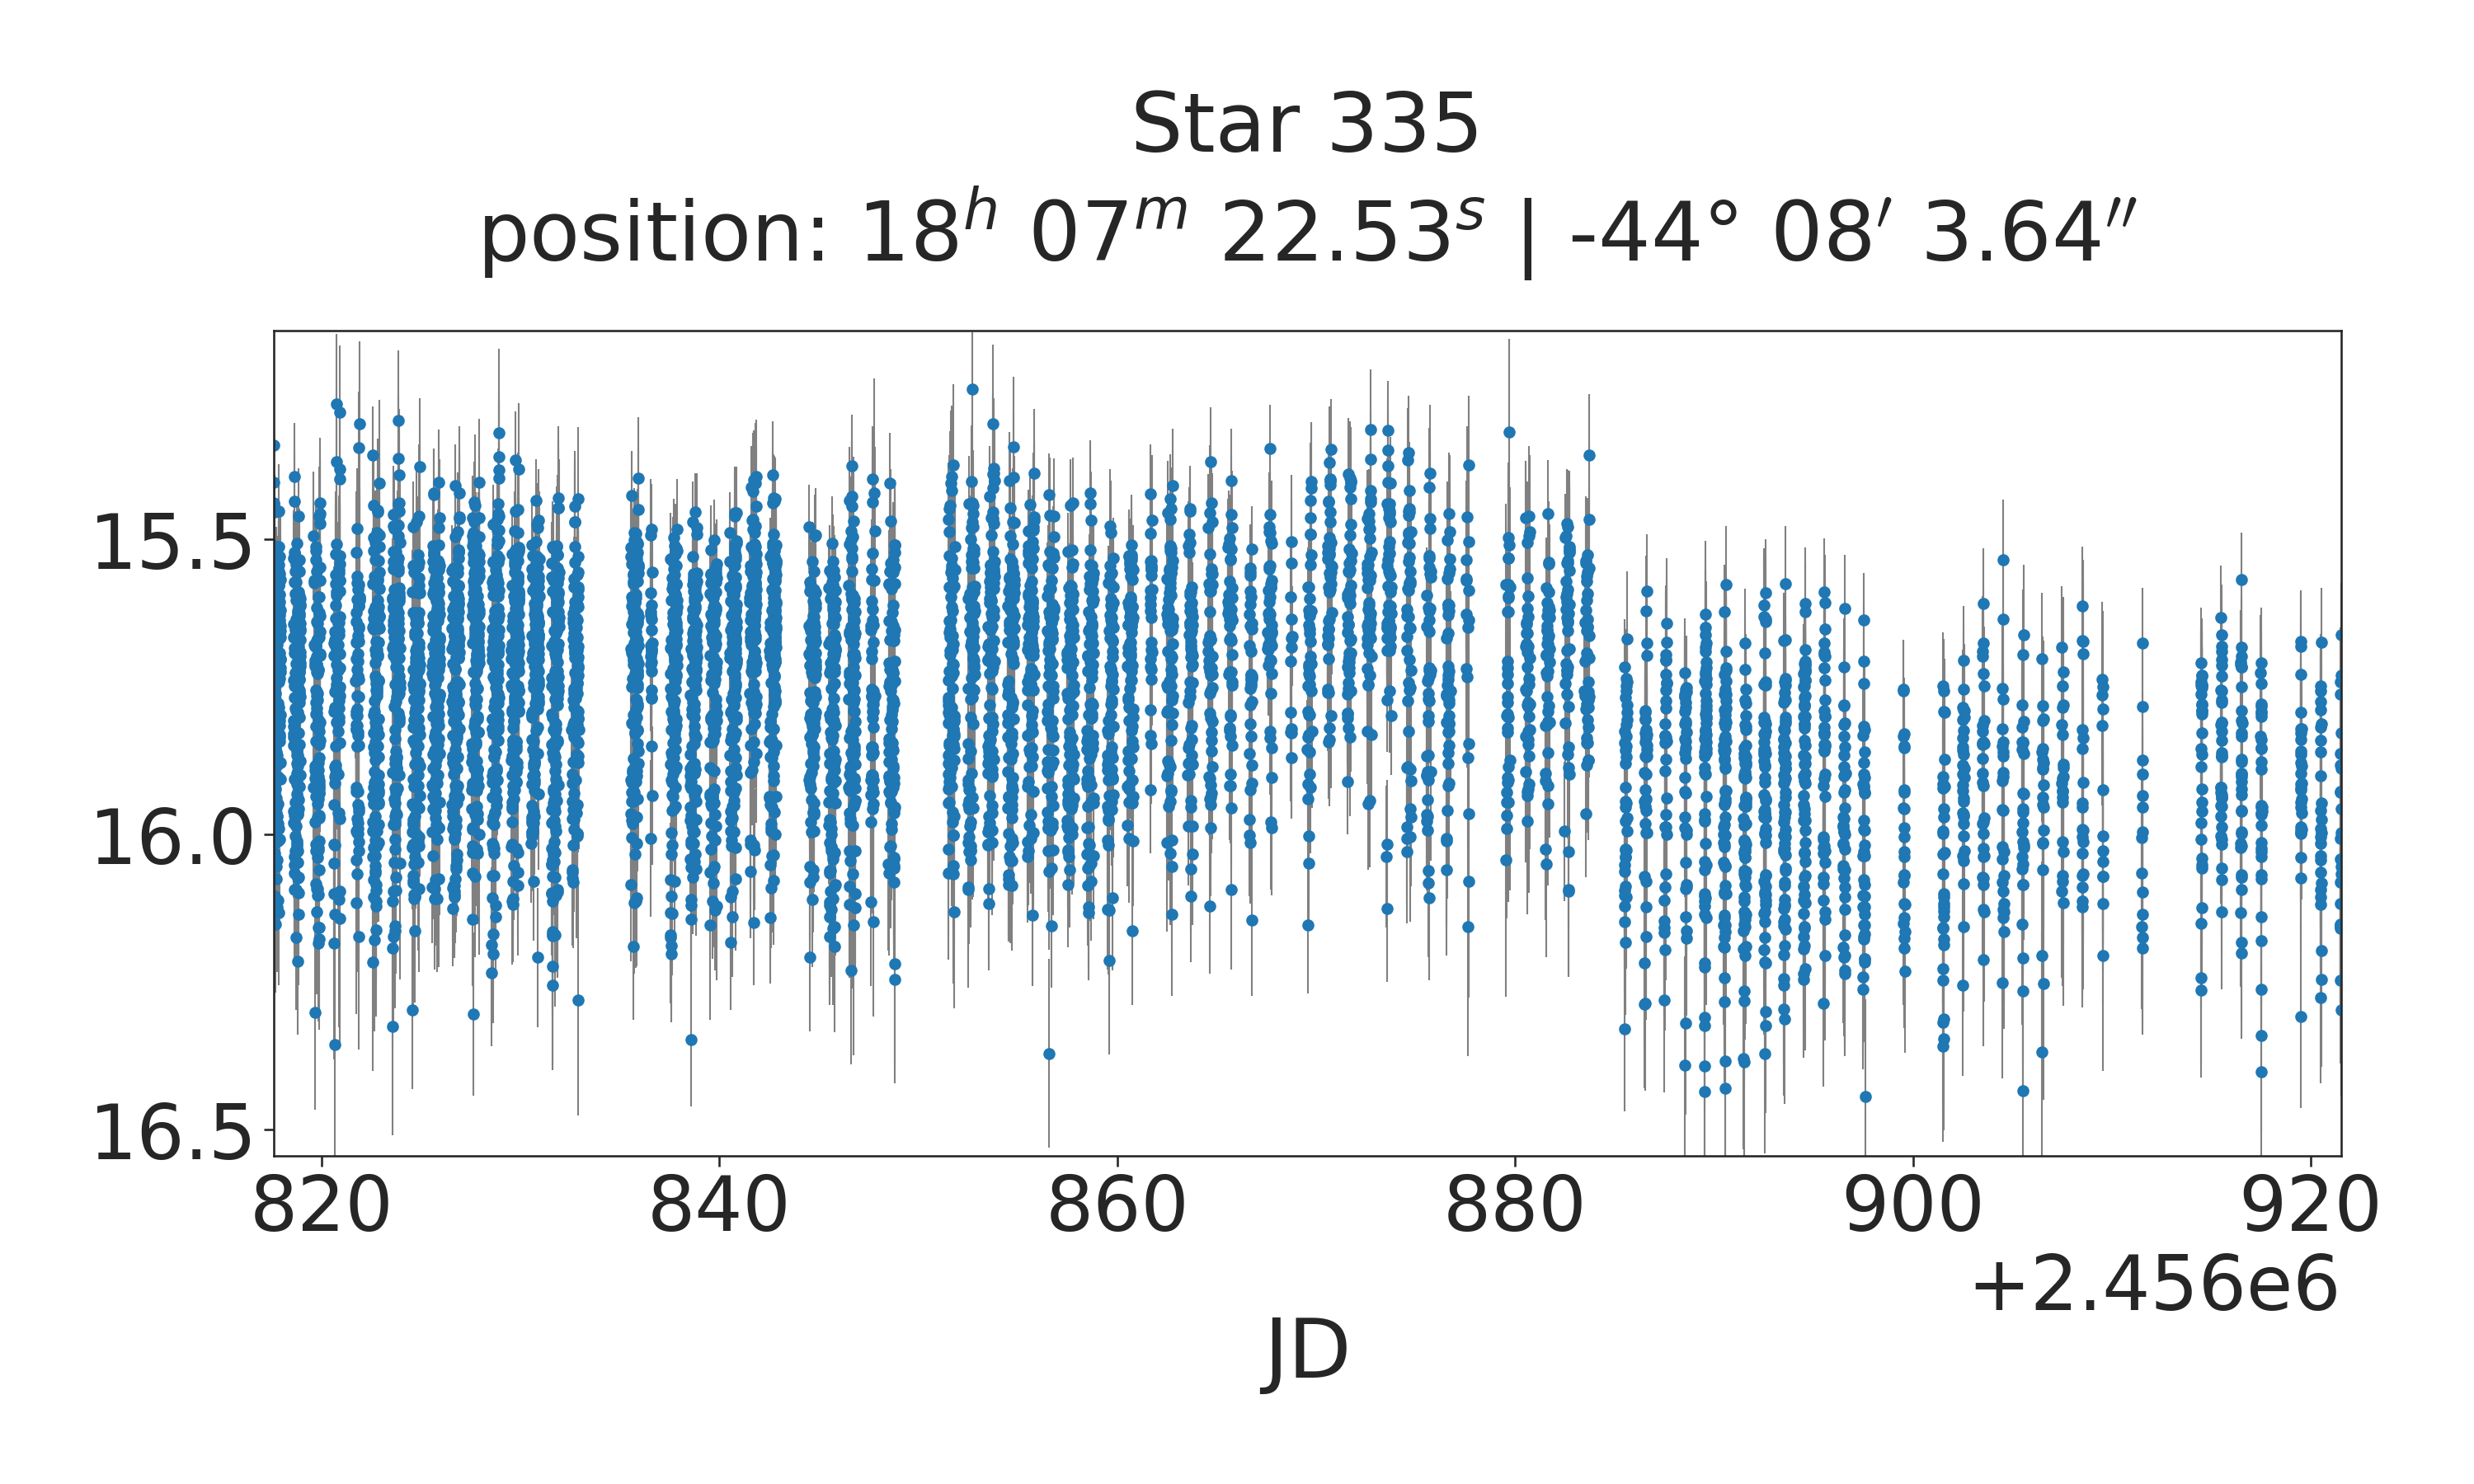 Star 335
position: 18ʰ 07ᵐ 22.53ˢ | -44° 08′ 3.64″
15.5
16.0
16.5
820 840 860 880 900 920
+2.456e6
JD